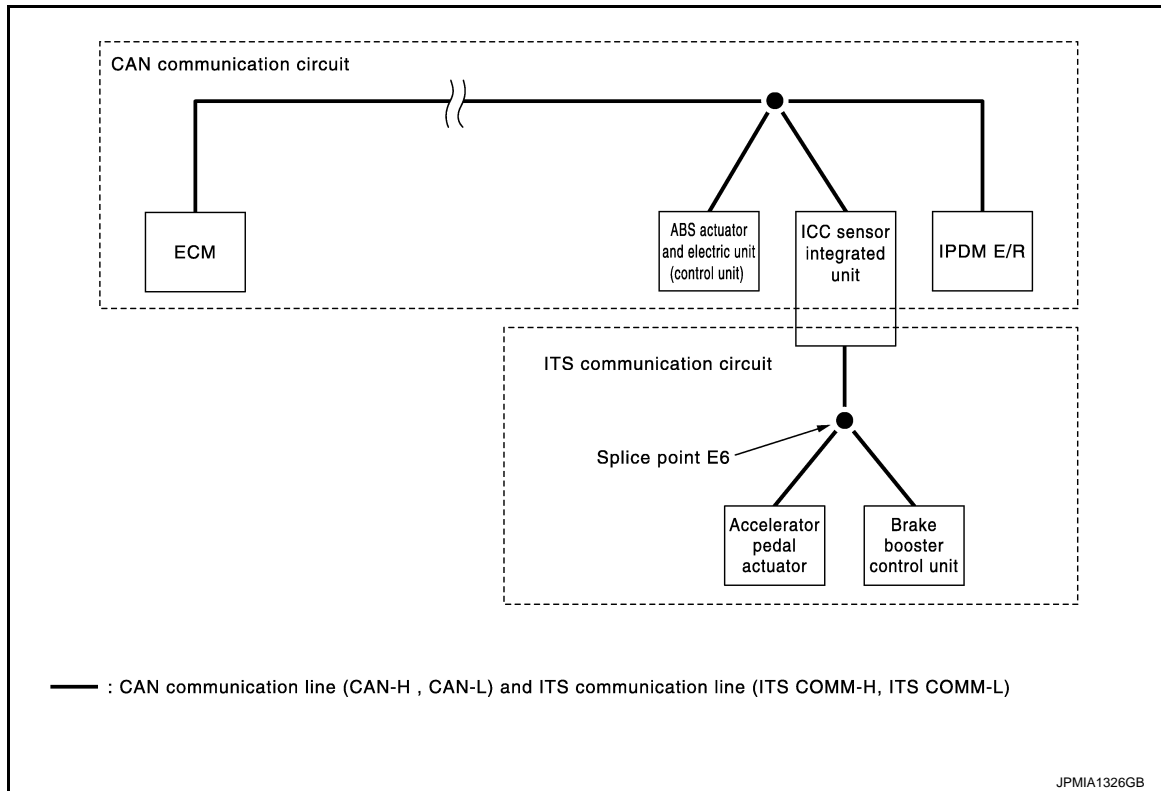 CAN communication circuit
ECM
ABS actuator
and electric unit
(control unit)
ICC sensor
integrated
unit
IPDM E/R
ITS communication circuit
Splice point E6
Accelerator
pedal
actuator
Brake
booster
control unit
: CAN communication line (CAN-H , CAN-L) and ITS communication line (ITS COMM-H, ITS COMM-L)
JPMIA1326GB